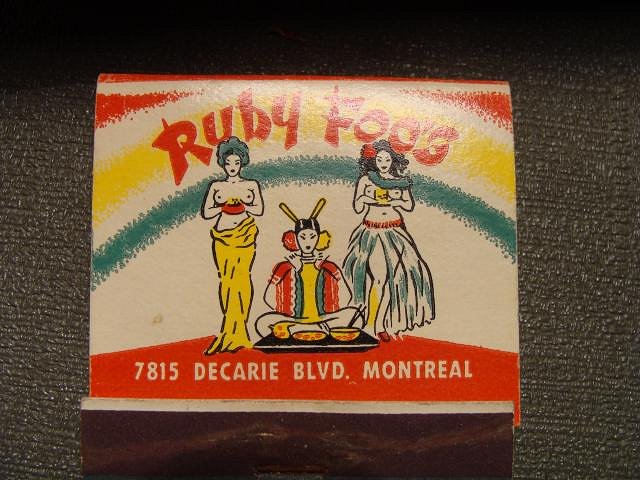 Ruby Foo's
7815 DECARIE BLVD. MONTREAL